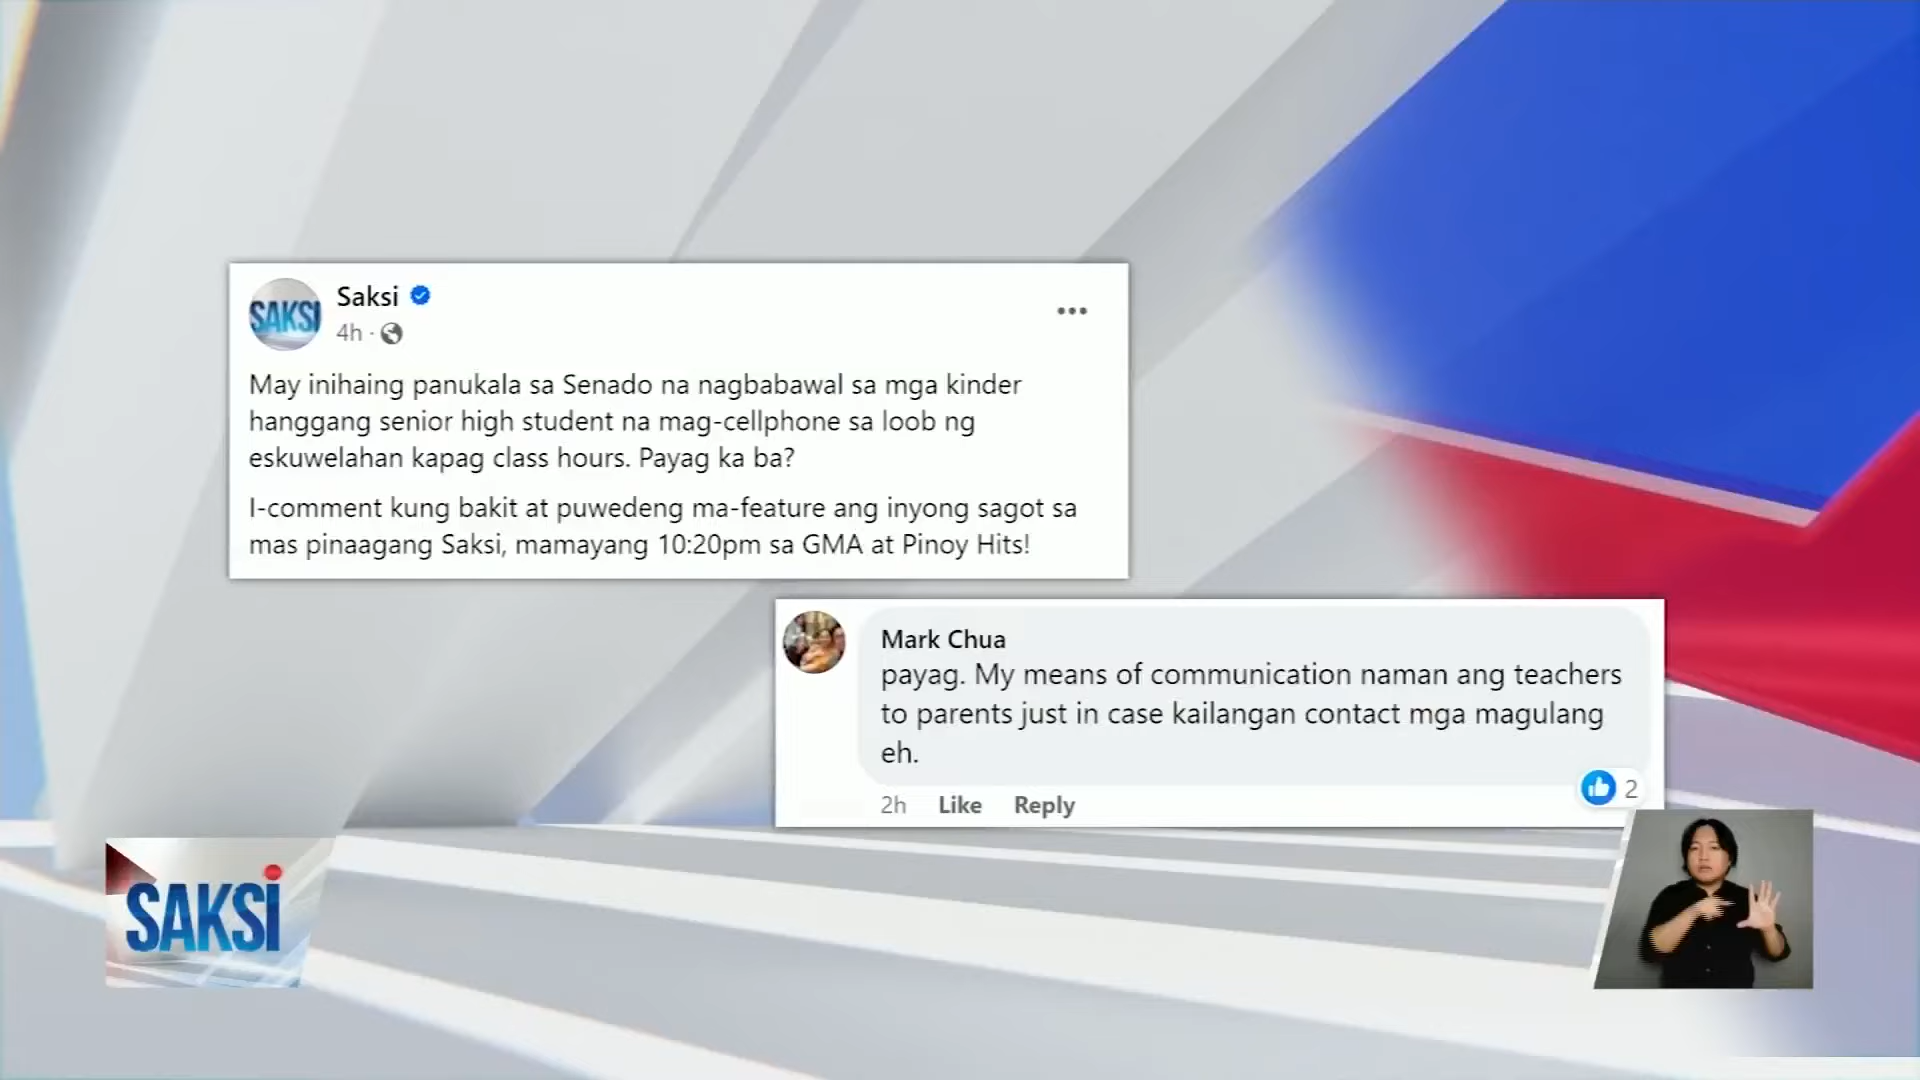 SAKSI
Saksi
4h ·
May inihaing panukala sa Senado na nagbabawal sa mga kinder
hanggang senior high student na mag-cellphone sa loob ng
eskuwelahan kapag class hours. Payag ka ba?
I-comment kung bakit at puwedeng ma-feature ang inyong sagot sa
mas pinaagang Saksi, mamayang 10:20pm sa GMA at Pinoy Hits!
Mark Chua
payag. My means of communication naman ang teachers
to parents just in case kailangan contact mga magulang
eh.
2
2h Like Reply
SAKSi